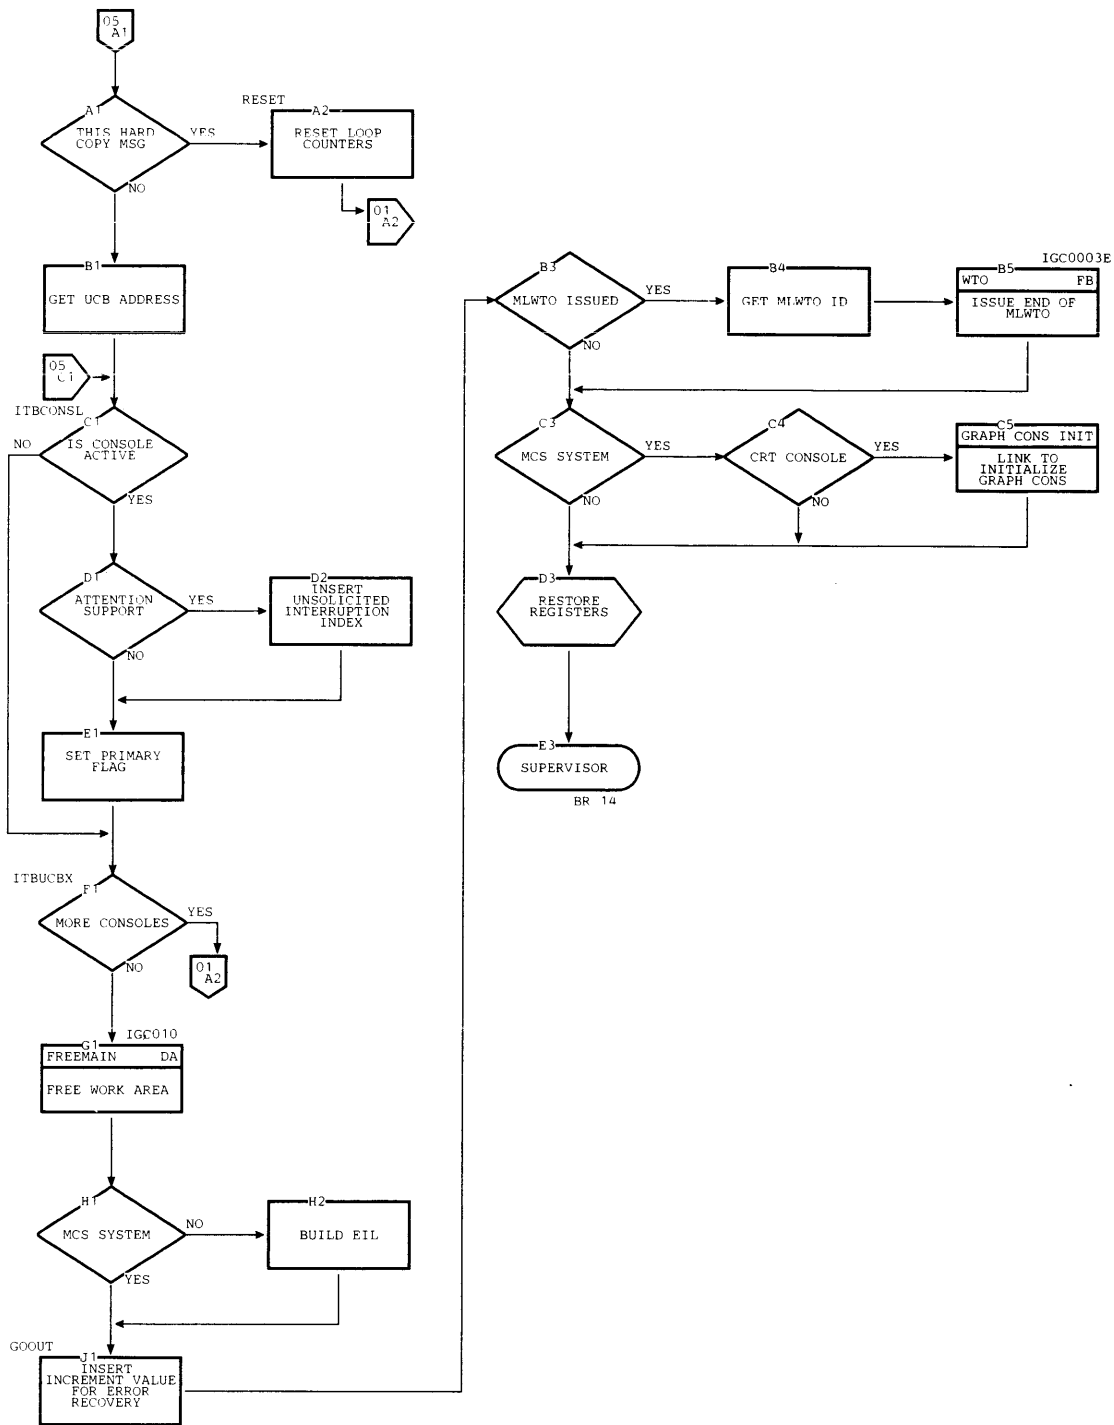 05
A1
A1
THIS HARD
COPY MSG
YES
NO
RESET
A2
RESET LOOP
COUNTERS
01
A2
B1
GET UCB ADDRESS
05
C1
ITBCONSL
C1
IS CONSOLE
ACTIVE
NO
YES
D1
ATTENTION
SUPPORT
YES
NO
D2
INSERT
UNSOLICITED
INTERRUPTION
INDEX
E1
SET PRIMARY
FLAG
ITBUCBX
F1
MORE CONSOLES
YES
NO
01
A2
IGC010
G1
FREEMAIN DA
FREE WORK AREA
H1
MCS SYSTEM
NO
YES
H2
BUILD EIL
GOOUT
J1
INSERT
INCREMENT VALUE
FOR ERROR
RECOVERY
B3
MLWTO ISSUED
YES
NO
B4
GET MLWTO ID
IGC0003E
B5
WTO FB
ISSUE END OF
MLWTO
C3
MCS SYSTEM
YES
NO
C4
CRT CONSOLE
YES
NO
C5
GRAPH CONS INIT
LINK TO
INITIALIZE
GRAPH CONS
D3
RESTORE
REGISTERS
E3
SUPERVISOR
BR 14